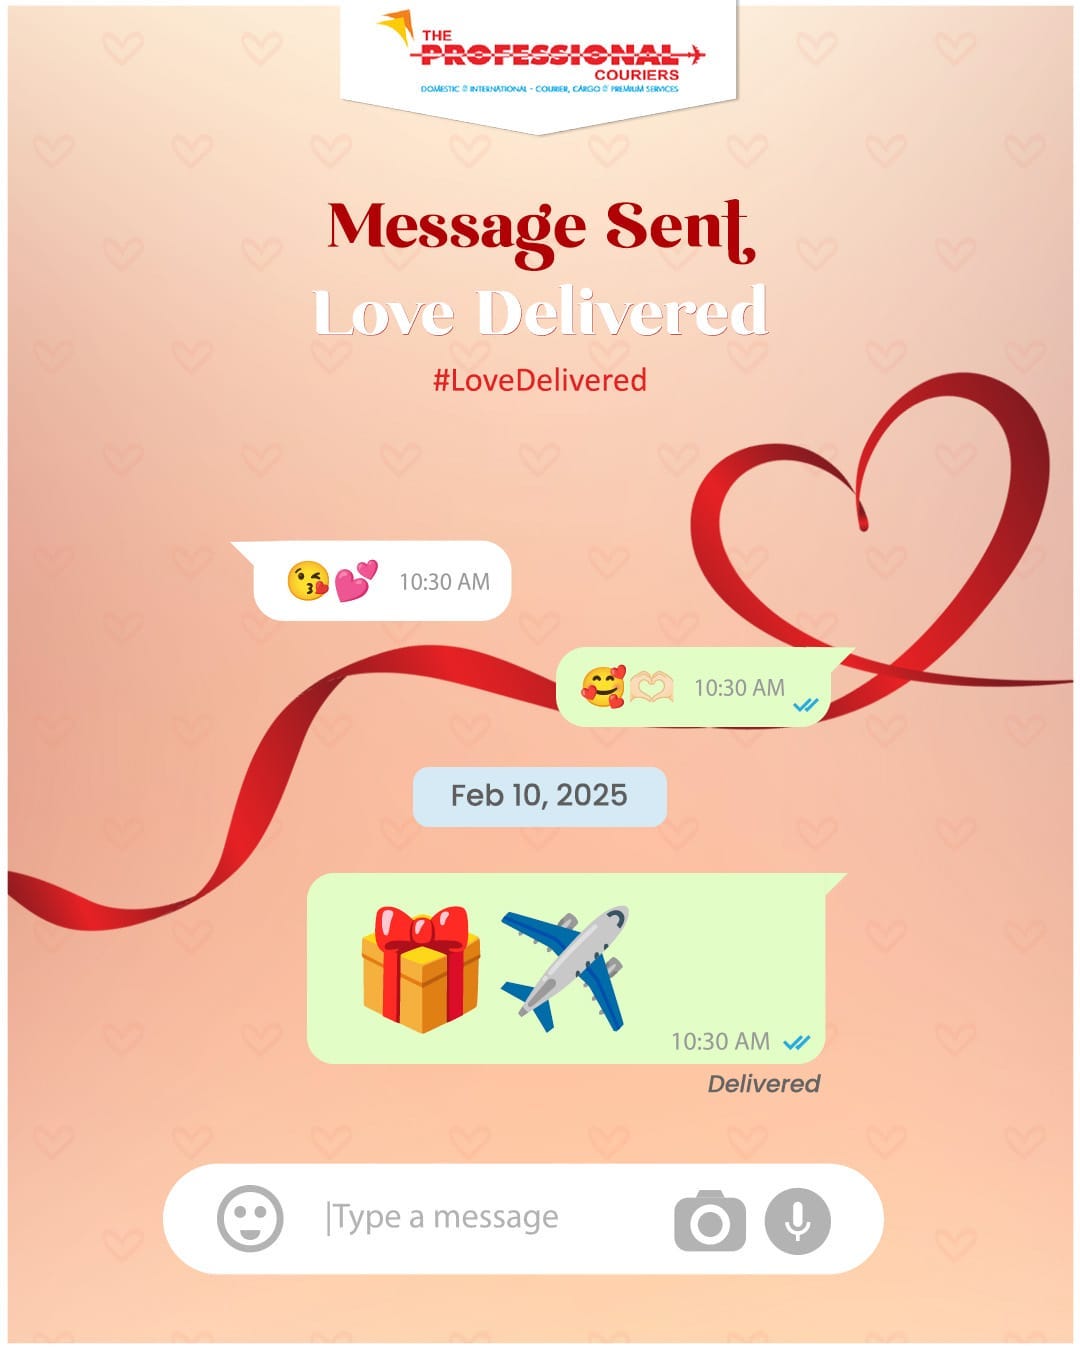 THE
PROFESSIONAL
COURIERS
DOMESTIC & INTERNATIONAL - COURIER, CARGO & PREMIUM SERVICES
Message Sent
Love Delivered
#LoveDelivered
😘💕 10:30 AM
🥰🫶🏻 10:30 AM
Feb 10, 2025
🎁✈️
10:30 AM
Delivered
Type a message